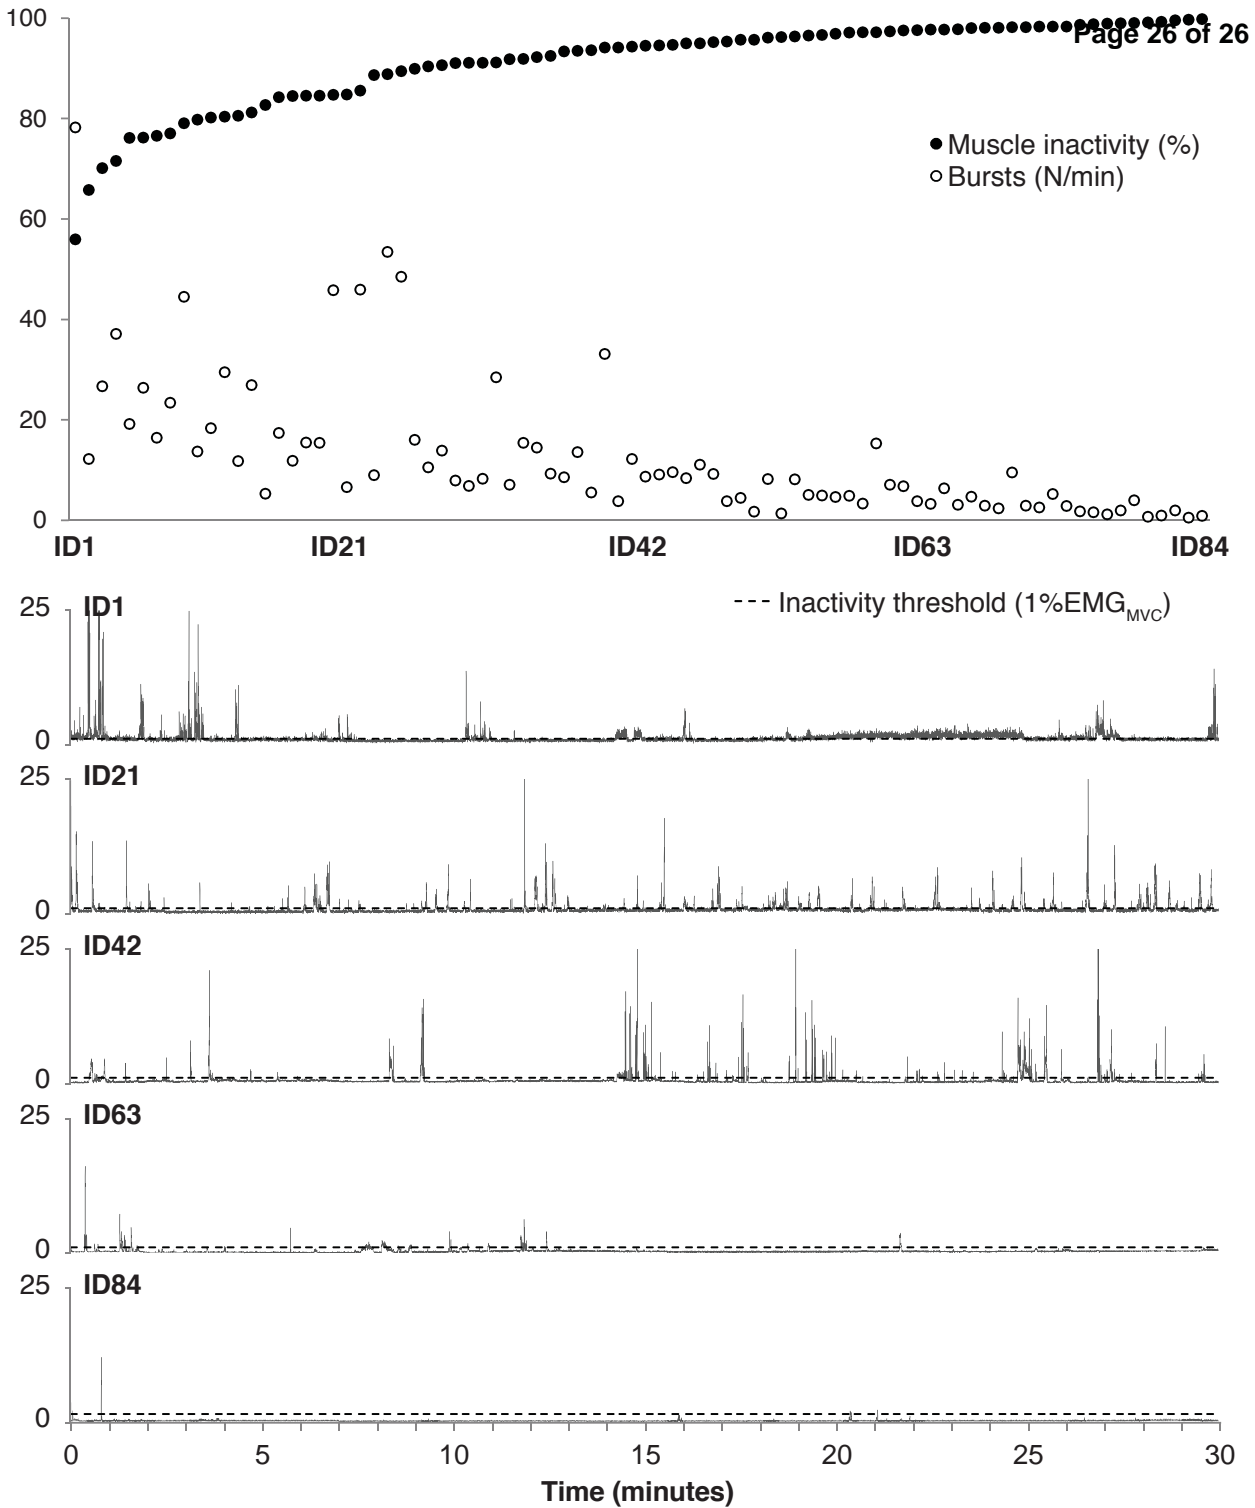 100
Page 26 of 26
80
Muscle inactivity (%)
Bursts (N/min)
60
40
20
0
ID1 ID21 ID42 ID63 ID84
25 ID1
Inactivity threshold (1%EMG MVC)
0
25 ID21
0
25 ID42
0
25 ID63
0
25 ID84
0
0 5 10 15 20 25 30
Time (minutes)